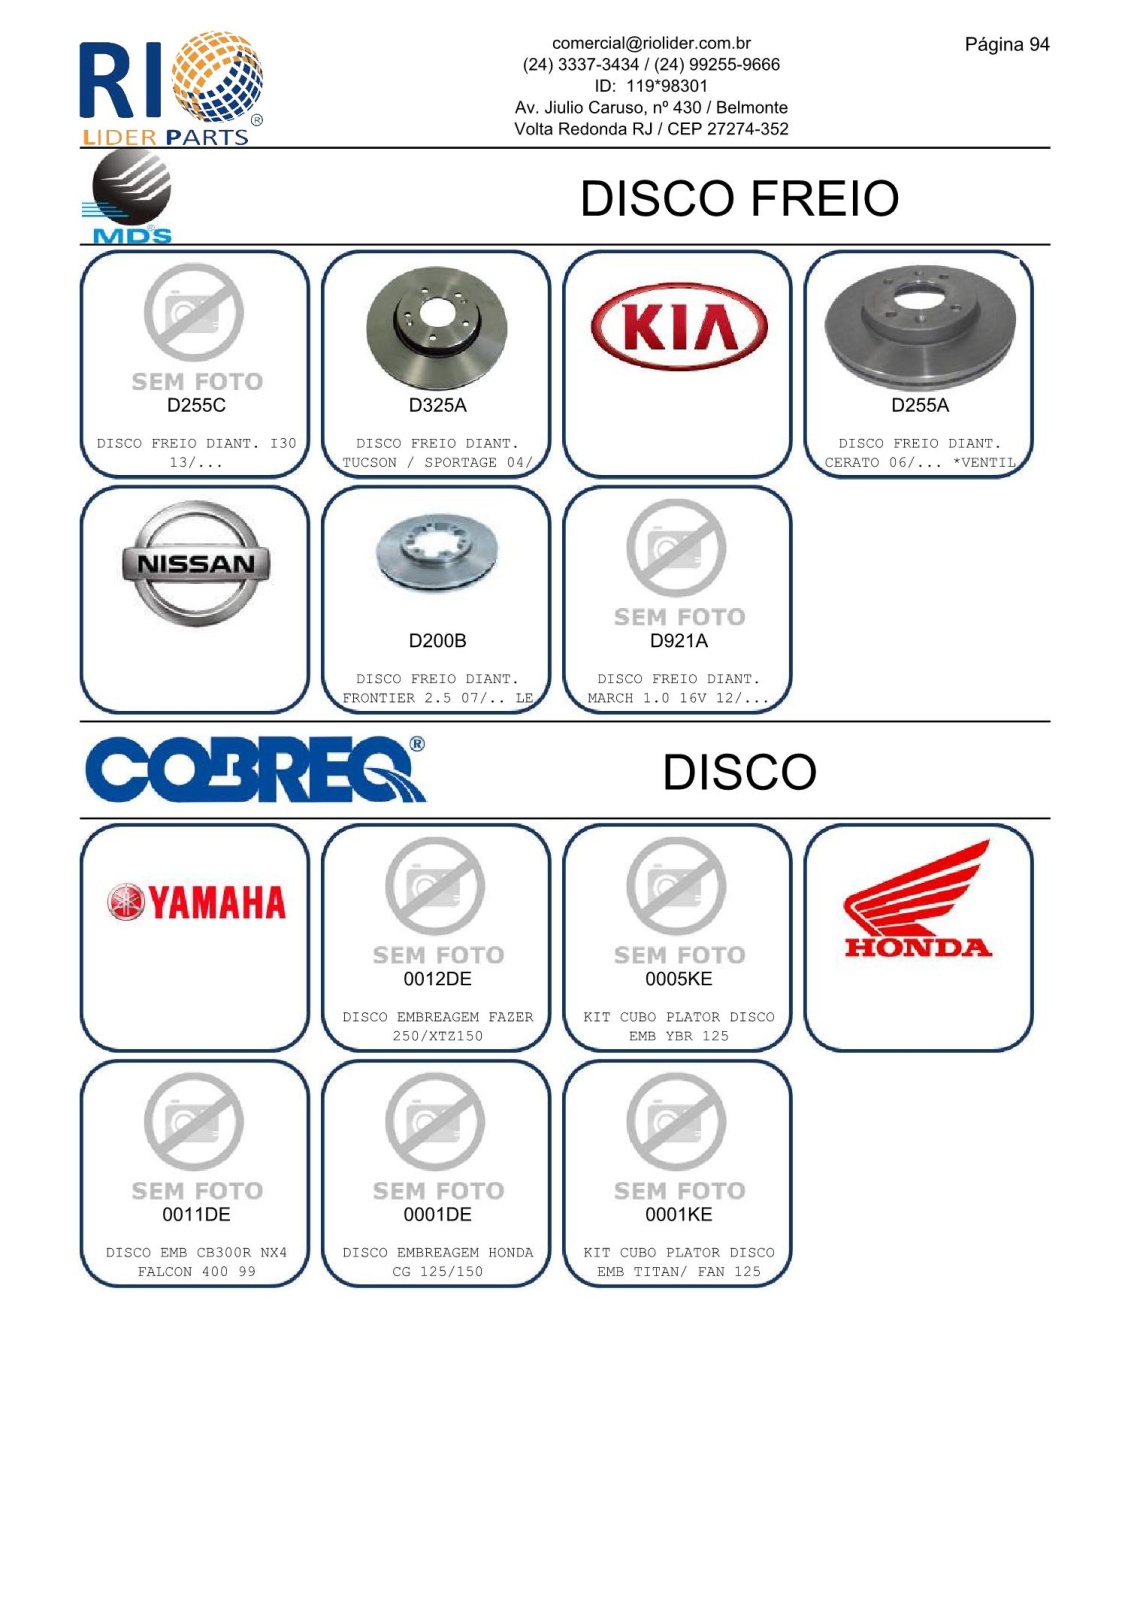 RIO
LIDER PARTS
comercial@riolider.com.br
(24) 3337-3434 / (24) 99255-9666
ID: 119*98301
Av. Jiulio Caruso, nº 430 / Belmonte
Volta Redonda RJ / CEP 27274-352
Página 94
MDS
DISCO FREIO
SEM FOTO
D255C
DISCO FREIO DIANT. I30
13/...
D325A
DISCO FREIO DIANT.
TUCSON / SPORTAGE 04/
KIA
D255A
DISCO FREIO DIANT.
CERATO 06/... *VENTIL
NISSAN
D200B
DISCO FREIO DIANT.
FRONTIER 2.5 07/.. LE
SEM FOTO
D921A
DISCO FREIO DIANT.
MARCH 1.0 16V 12/...
COBREQ®
DISCO
YAMAHA
SEM FOTO
0012DE
DISCO EMBREAGEM FAZER
250/XTZ150
SEM FOTO
0005KE
KIT CUBO PLATOR DISCO
EMB YBR 125
HONDA
SEM FOTO
0011DE
DISCO EMB CB300R NX4
FALCON 400 99
SEM FOTO
0001DE
DISCO EMBREAGEM HONDA
CG 125/150
SEM FOTO
0001KE
KIT CUBO PLATOR DISCO
EMB TITAN/ FAN 125